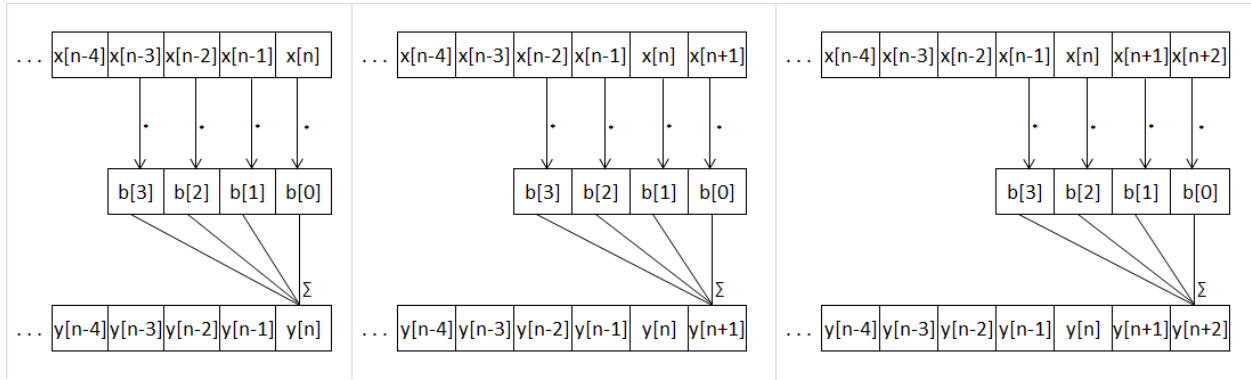 ... x[n-4] x[n-3] x[n-2] x[n-1] x[n]
* * * *
b[3] b[2] b[1] b[0]
Σ
... y[n-4] y[n-3] y[n-2] y[n-1] y[n]
... x[n-4] x[n-3] x[n-2] x[n-1] x[n] x[n+1]
* * * *
b[3] b[2] b[1] b[0]
Σ
... y[n-4] y[n-3] y[n-2] y[n-1] y[n] y[n+1]
... x[n-4] x[n-3] x[n-2] x[n-1] x[n] x[n+1] x[n+2]
* * * *
b[3] b[2] b[1] b[0]
Σ
... y[n-4] y[n-3] y[n-2] y[n-1] y[n] y[n+1] y[n+2]